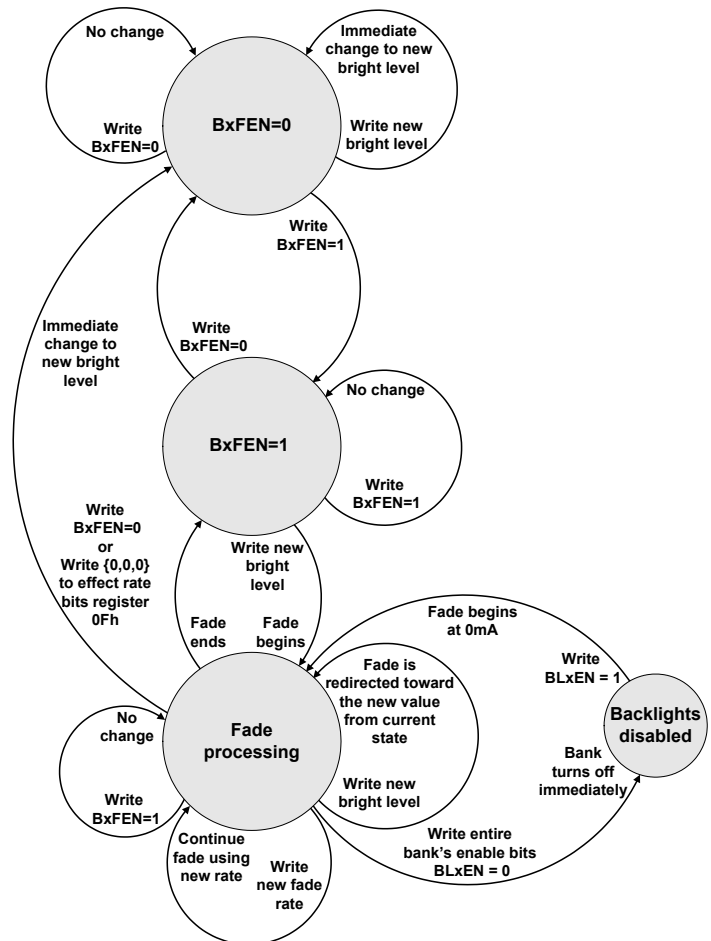 No change
Write
BxFEN=0
Immediate
change to new
bright level
Write new
bright level
BxFEN=0
Write
BxFEN=1
Write
BxFEN=0
Immediate
change to
new bright
level
BxFEN=1
No change
Write
BxFEN=1
Write
BxFEN=0
or
Write {0,0,0}
to effect rate
bits register
0Fh
Write new
bright
level
Fade
ends
Fade
begins
Fade begins
at 0mA
Write
BLxEN = 1
Fade is
redirected toward
the new value
from current
state
Write new
bright level
Backlights
disabled
Bank
turns off
immediately
No
change
Fade
processing
Write
BxFEN=1
Continue
fade using
new rate
Write
new fade
rate
Write entire
bank's enable bits
BLxEN = 0